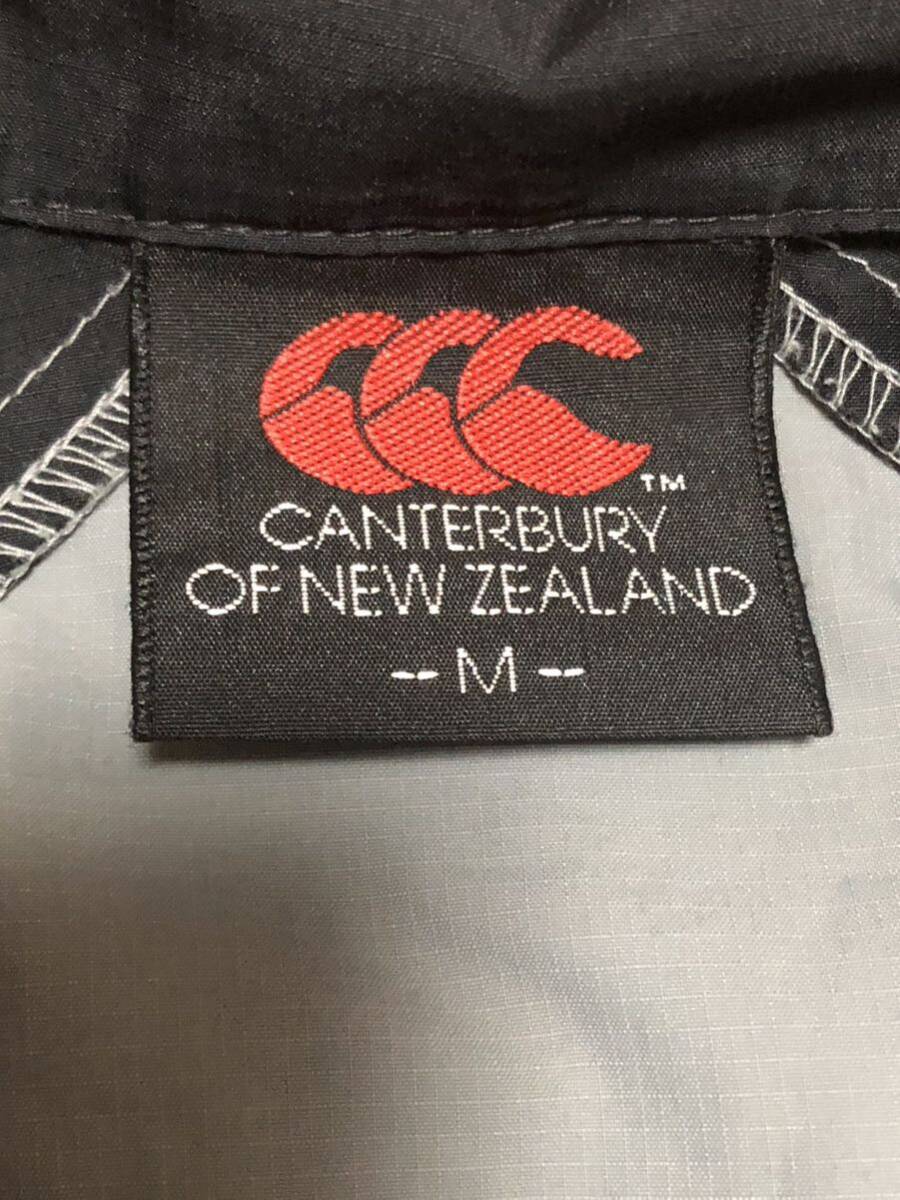 TM
CANTERBURY
OF NEW ZEALAND
-- M --